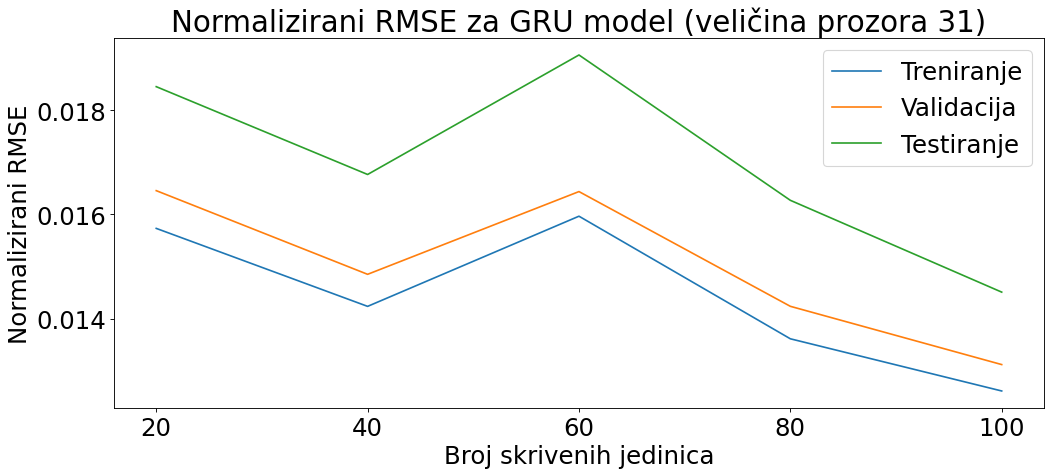 Normalizirani RMSE za GRU model (veličina prozora 31)
Treniranje
Validacija
Testiranje
Normalizirani RMSE
0.018
0.016
0.014
20 40 60 80 100
Broj skrivenih jedinica